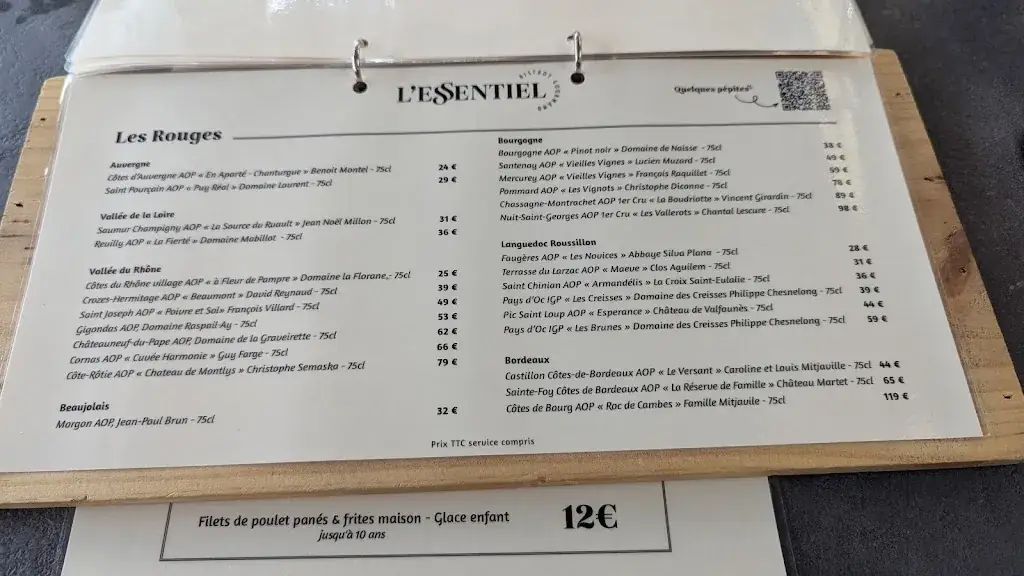 L'ESSENTIEL
BISTROT GOURMAND
Quelques pépites
Les Rouges
Auvergne
Côtes d'Auvergne AOP « En Aparté - Chanturgue » Benoit Montel - 75cl 24 €
Saint Pourçain AOP « Puy Réal » Domaine Laurent - 75cl 29 €
Vallée de la Loire
Saumur Champigny AOP « La Source du Ruault » Jean Noël Millon - 75cl 31 €
Reuilly AOP « La Fierté » Domaine Mabillot - 75cl 36 €
Vallée du Rhône
Côtes du Rhône village AOP « à Fleur de Pampre » Domaine la Florane,- 75cl 25 €
Crozes-Hermitage AOP « Beaumont » David Reynaud - 75cl 39 €
Saint Joseph AOP « Poivre et Sol» François Villard - 75cl 49 €
Gigondas AOP, Domaine Raspail-Ay - 75cl 53 €
Châteauneuf-du-Pape AOP, Domaine de la Graveirette - 75cl 62 €
Cornas AOP « Cuvée Harmonie » Guy Farge - 75cl 66 €
Côte-Rôtie AOP « Chateau de Montlys » Christophe Semaska - 75cl 79 €
Beaujolais
Morgon AOP, Jean-Paul Brun - 75cl 32 €
Bourgogne
Bourgogne AOP « Pinot noir » Domaine de Naisse - 75cl 38 €
Santenay AOP « Vieilles Vignes » Lucien Muzard - 75cl 49 €
Mercurey AOP « Vieilles Vignes » François Raquillet - 75cl 59 €
Pommard AOP « Les Vignots » Christophe Diconne - 75cl 78 €
Chassagne-Montrachet AOP 1er Cru « La Boudriotte » Vincent Girardin - 75cl 89 €
Nuit-Saint-Georges AOP 1er Cru « Les Vallerots » Chantal Lescure - 75cl 98 €
Languedoc Roussillon
Faugères AOP « Les Novices » Abbaye Silva Plana - 75cl 28 €
Terrasse du Larzac AOP « Maeve » Clos Aguilem - 75cl 31 €
Saint Chinian AOP « Armandélis » La Croix Saint-Eulalie - 75cl 36 €
Pays d'Oc IGP « Les Creisses » Domaine des Creisses Philippe Chesnelong - 75cl 39 €
Pic Saint Loup AOP « Esperance » Château de Valfaunès - 75cl 44 €
Pays d'Oc IGP « Les Brunes » Domaine des Creisses Philippe Chesnelong - 75cl 59 €
Bordeaux
Castillon Côtes-de-Bordeaux AOP « Le Versant » Caroline et Louis Mitjaville - 75cl 44 €
Sainte-Foy Côtes de Bordeaux AOP « La Réserve de Famille » Château Martet - 75cl 65 €
Côtes de Bourg AOP « Roc de Cambes » Famille Mitjavile - 75cl 119 €
Prix TTC service compris
Filets de poulet panés & frites maison - Glace enfant 12€
jusqu'à 10 ans